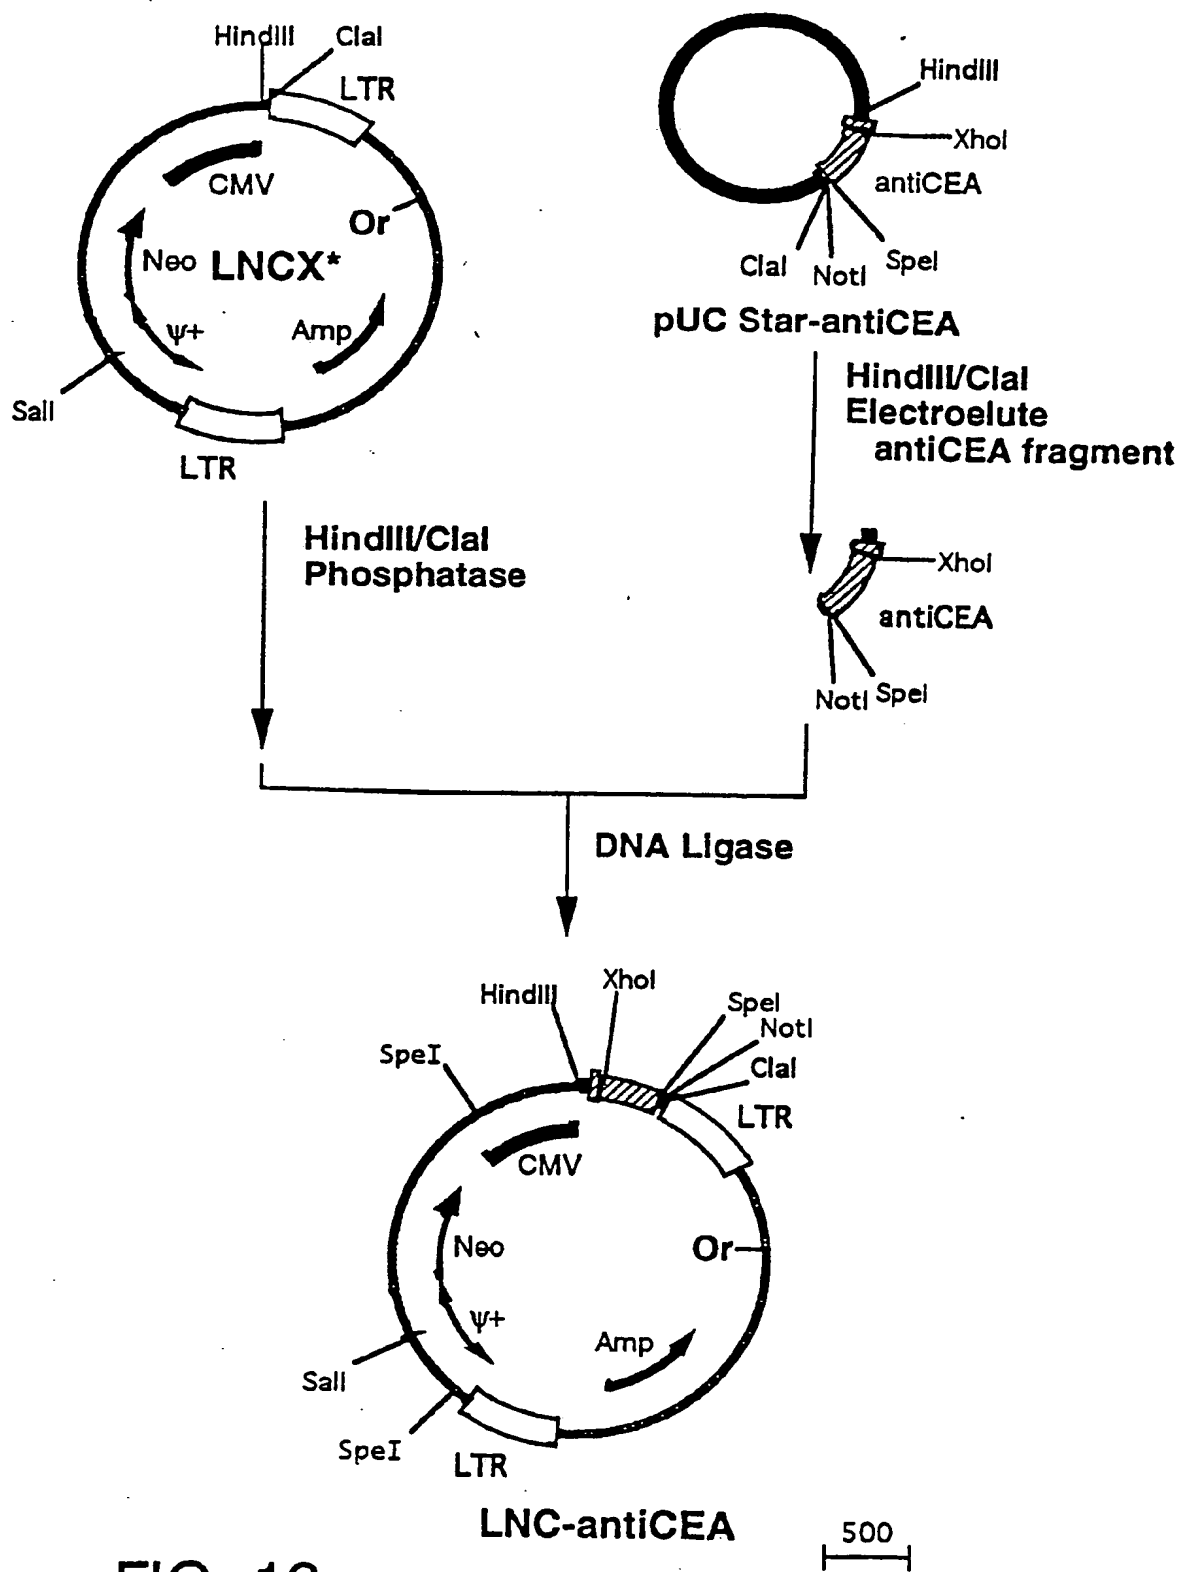 HindIII
ClaI
LTR
CMV
Or
Neo
LNCX*
ψ+
Amp
SalI
LTR
HindIII
XhoI
antiCEA
SpeI
NotI
ClaI
pUC Star-antiCEA
HindIII/ClaI
Electroelute
antiCEA fragment
HindIII/ClaI
Phosphatase
XhoI
antiCEA
NotI
SpeI
DNA Ligase
HindIII
XhoI
SpeI
NotI
ClaI
SpeI
LTR
CMV
Neo
Or
ψ+
Amp
SalI
SpeI
LTR
LNC-antiCEA
500